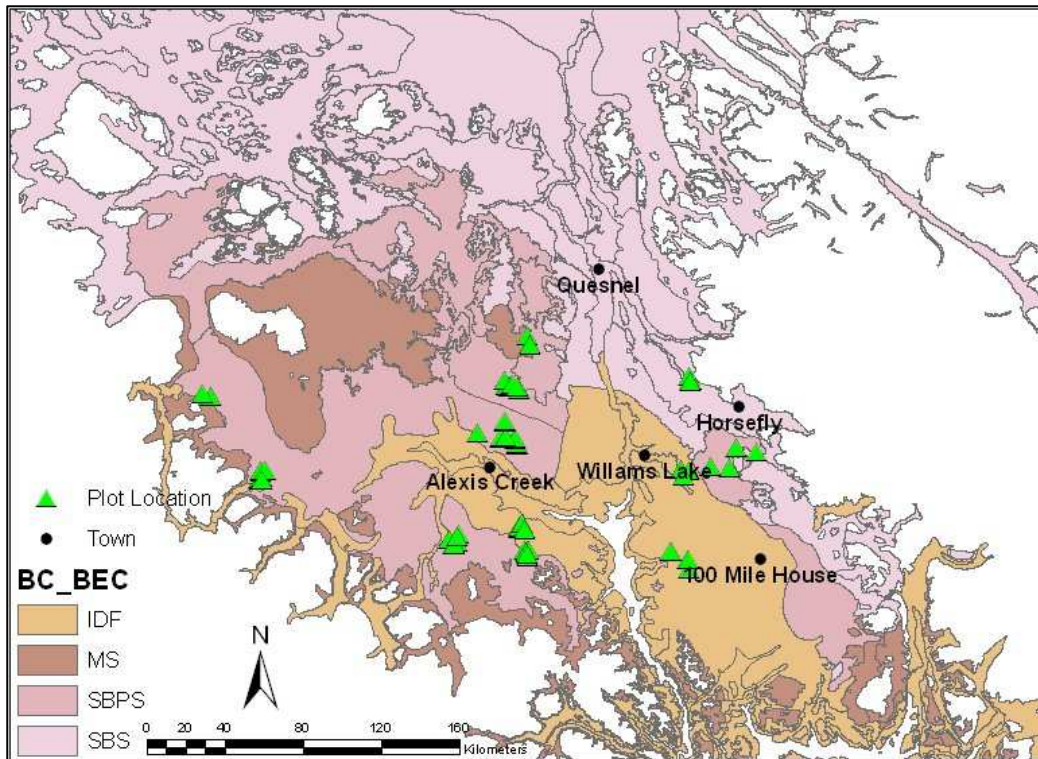 Quesnel
Horsefly
Willams Lake
Alexis Creek
100 Mile House
Plot Location
Town
BC_BEC
IDF
MS
SBPS
SBS
N
0 20 40 80 120 160
Kilometers